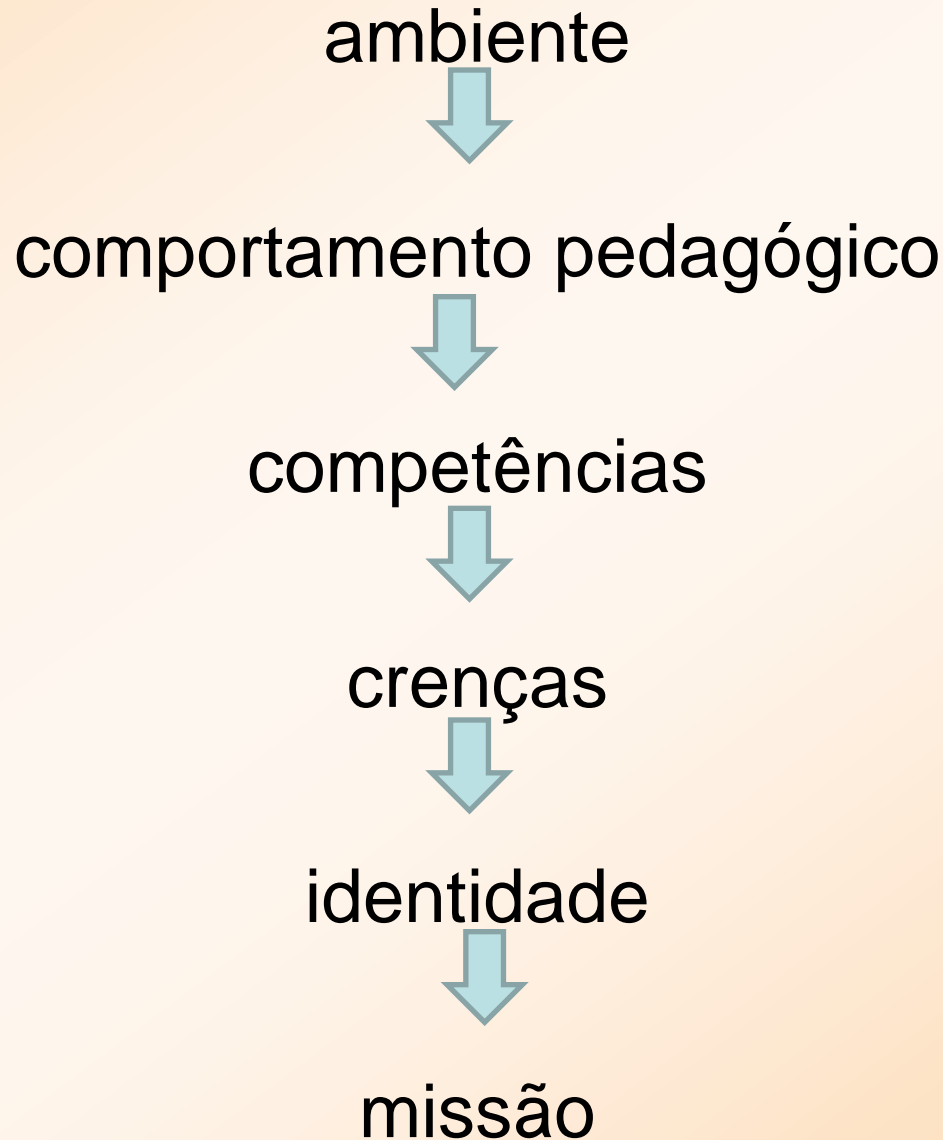 ambiente
comportamento pedagógico
competências
crenças
identidade
missão